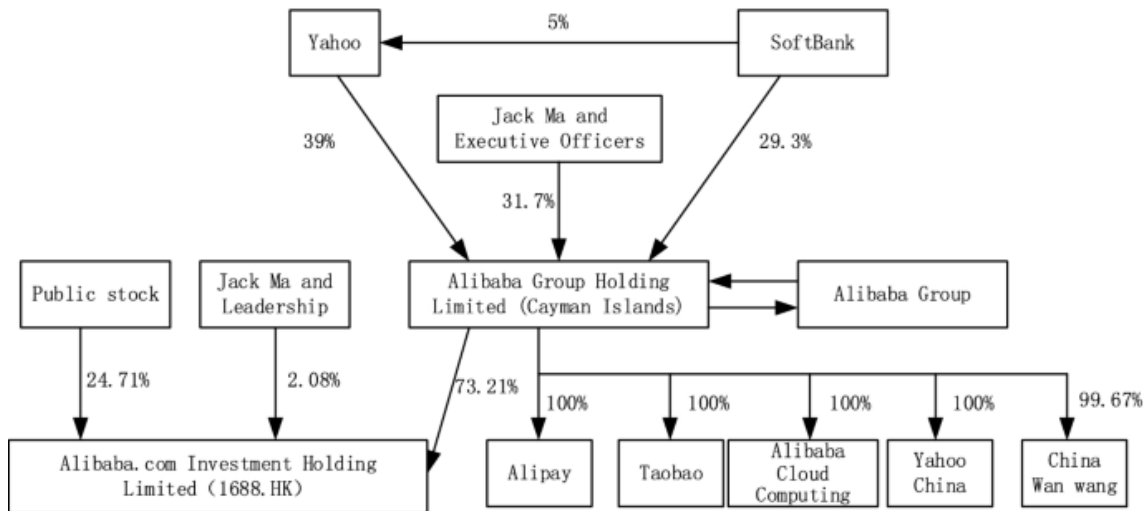 5%
Yahoo
SoftBank
Jack Ma and
Executive Officers
39%
29.3%
31.7%
Public stock
Jack Ma and
Leadership
Alibaba Group Holding
Limited (Cayman Islands)
Alibaba Group
24.71%
2.08%
73.21%
100%
100%
100%
100%
99.67%
Alibaba.com Investment Holding
Limited (1688.HK)
Alipay
Taobao
Alibaba
Cloud
Computing
Yahoo
China
China
Wan wang